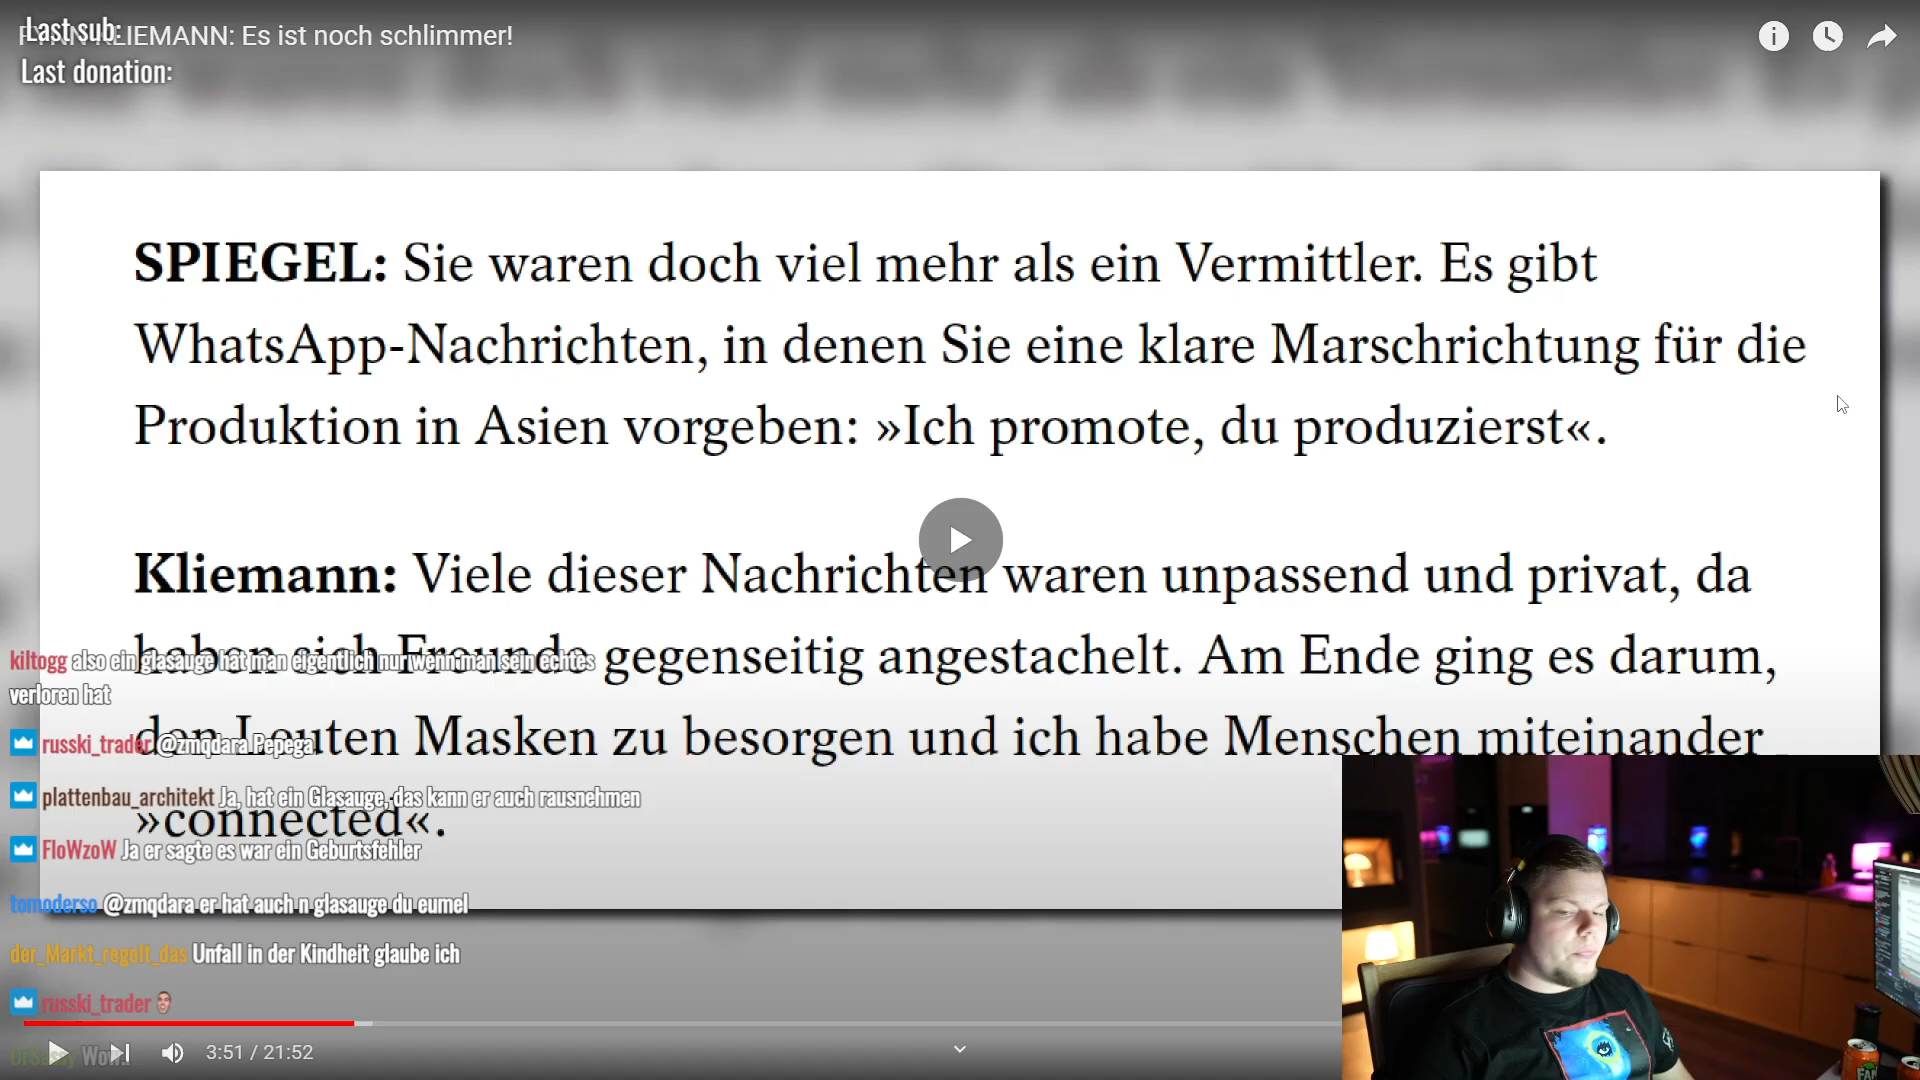 Last sub:
FYNN KLIEMANN: Es ist noch schlimmer!
Last donation:
SPIEGEL: Sie waren doch viel mehr als ein Vermittler. Es gibt
WhatsApp-Nachrichten, in denen Sie eine klare Marschrichtung für die
Produktion in Asien vorgeben: »Ich promote, du produzierst«.
Kliemann: Viele dieser Nachrichten waren unpassend und privat, da
haben sich Freunde gegenseitig angestachelt. Am Ende ging es darum,
den Leuten Masken zu besorgen und ich habe Menschen miteinander
»connected«.
kiltogg also ein glasauge hat man eigentlich nur wenn man sein echtes
verloren hat
russki_trader @zmqdara Pepega
plattenbau_architekt Ja, hat ein Glasauge, das kann er auch rausnehmen
FloWzoW Ja er sagte es war ein Geburtsfehler
tomoderso @zmqdara er hat auch n glasauge du eumel
der_Markt_regelt_das Unfall in der Kindheit glaube ich
russki_trader
3:51 / 21:52